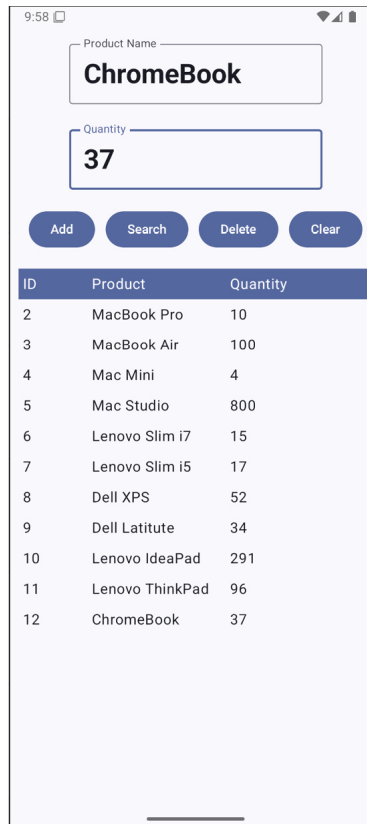 9:58
Product Name
ChromeBook
Quantity
37
Add Search Delete Clear
ID Product Quantity
2 MacBook Pro 10
3 MacBook Air 100
4 Mac Mini 4
5 Mac Studio 800
6 Lenovo Slim i7 15
7 Lenovo Slim i5 17
8 Dell XPS 52
9 Dell Latitute 34
10 Lenovo IdeaPad 291
11 Lenovo ThinkPad 96
12 ChromeBook 37